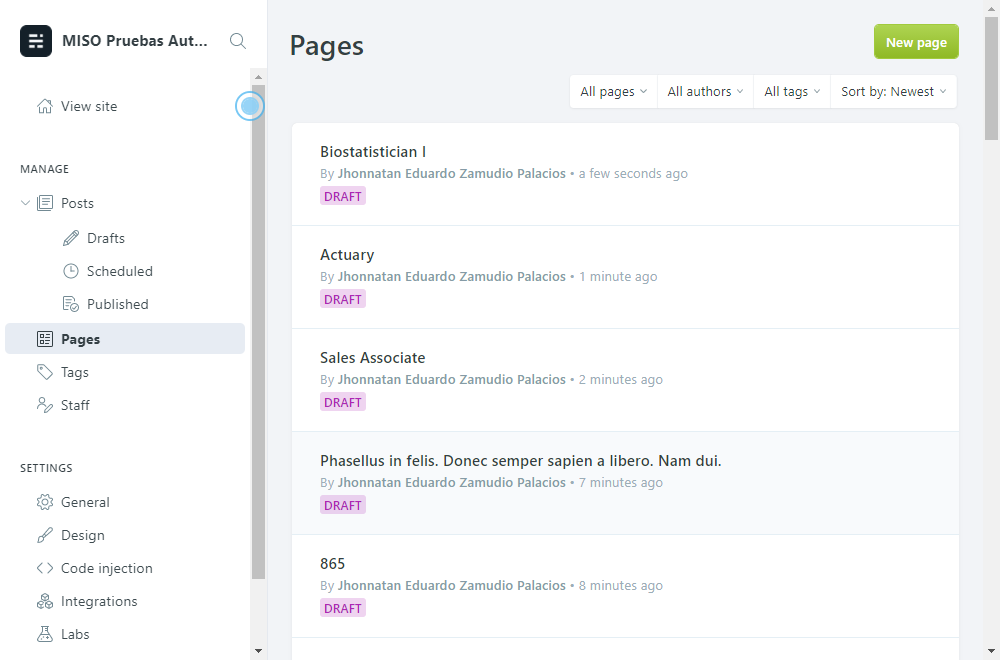 MISO Pruebas Aut...
View site
MANAGE
Posts
Drafts
Scheduled
Published
Pages
Tags
Staff
SETTINGS
General
Design
Code injection
Integrations
Labs
Pages
New page
All pages
All authors
All tags
Sort by: Newest
Biostatistician I
By Jhonnatan Eduardo Zamudio Palacios • a few seconds ago
DRAFT
Actuary
By Jhonnatan Eduardo Zamudio Palacios • 1 minute ago
DRAFT
Sales Associate
By Jhonnatan Eduardo Zamudio Palacios • 2 minutes ago
DRAFT
Phasellus in felis. Donec semper sapien a libero. Nam dui.
By Jhonnatan Eduardo Zamudio Palacios • 7 minutes ago
DRAFT
865
By Jhonnatan Eduardo Zamudio Palacios • 8 minutes ago
DRAFT